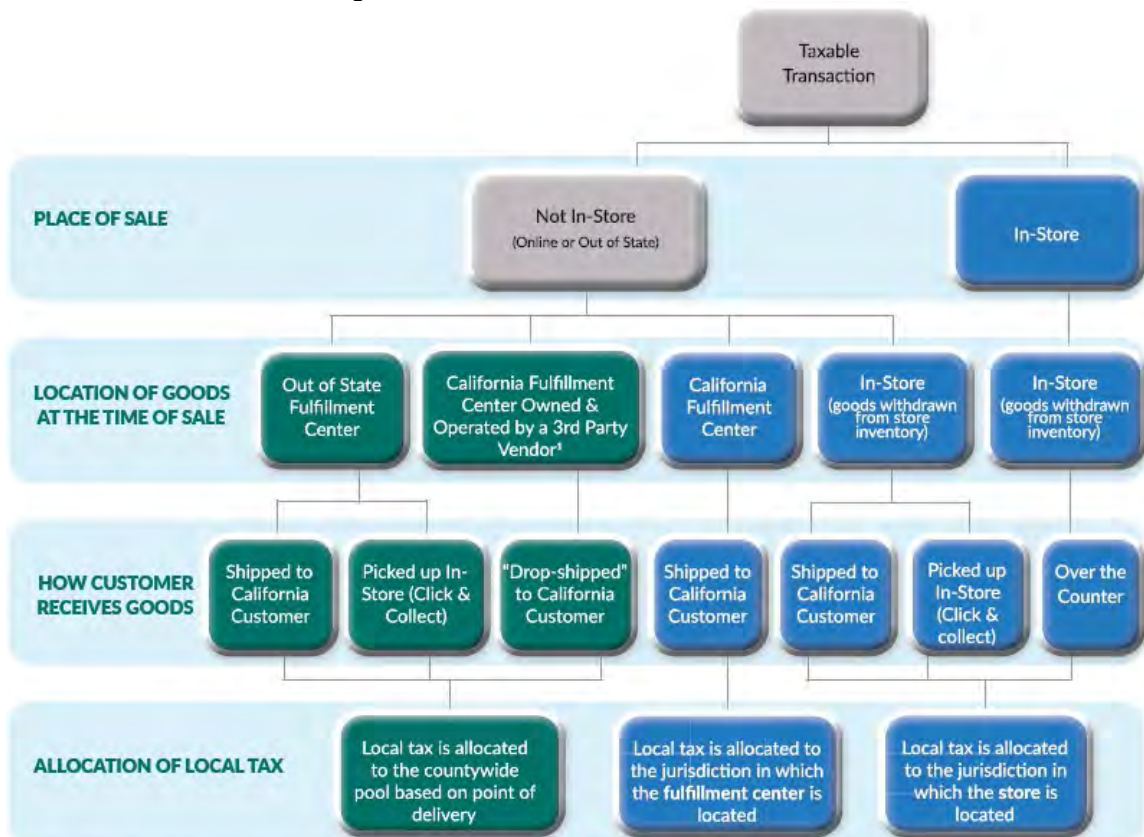 Taxable
Transaction
PLACE OF SALE
Not In-Store
(Online or Out of State)
In-Store
LOCATION OF GOODS
AT THE TIME OF SALE
Out of State
Fulfillment
Center
California Fulfillment
Center Owned &
Operated by a 3rd Party
Vendor¹
California
Fulfillment
Center
In-Store
(goods withdrawn
from store
inventory)
In-Store
(goods withdrawn
from store
inventory)
HOW CUSTOMER
RECEIVES GOODS
Shipped to
California
Customer
Picked up In-
Store (Click &
Collect)
"Drop-shipped"
to California
Customer
Shipped to
California
Customer
Shipped to
California
Customer
Picked up
In-Store
(Click &
collect)
Over the
Counter
ALLOCATION OF LOCAL TAX
Local tax is allocated
to the countywide
pool based on point of
delivery
Local tax is allocated to
the jurisdiction in which
the fulfillment center is
located
Local tax is allocated
to the jurisdiction in
which the store is
located